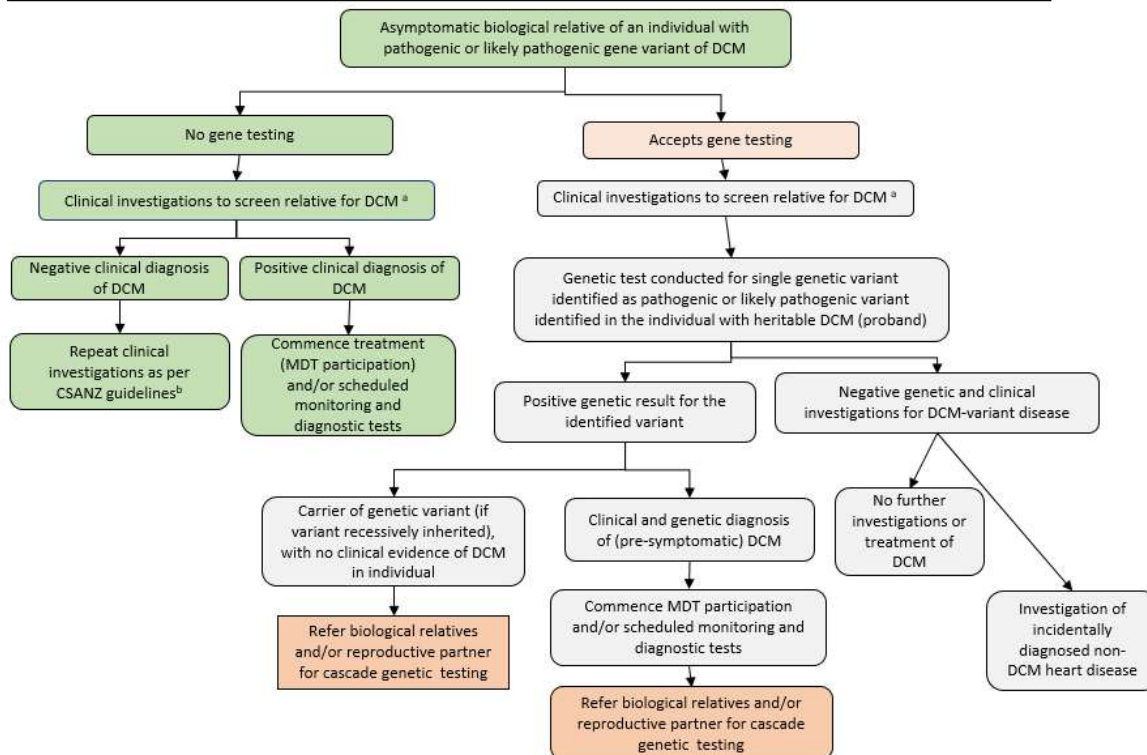 Asymptomatic biological relative of an individual with
pathogenic or likely pathogenic gene variant of DCM
No gene testing
Accepts gene testing
Clinical investigations to screen relative for DCM ᵃ
Clinical investigations to screen relative for DCM ᵃ
Negative clinical diagnosis
of DCM
Positive clinical diagnosis of
DCM
Genetic test conducted for single genetic variant
identified as pathogenic or likely pathogenic variant
identified in the individual with heritable DCM (proband)
Repeat clinical
investigations as per
CSANZ guidelinesᵇ
Commence treatment
(MDT participation)
and/or scheduled
monitoring and
diagnostic tests
Positive genetic result for the
identified variant
Negative genetic and clinical
investigations for DCM-variant disease
Carrier of genetic variant (if
variant recessively inherited),
with no clinical evidence of DCM
in individual
Clinical and genetic diagnosis
of (pre-symptomatic) DCM
No further
investigations or
treatment of
DCM
Refer biological relatives
and/or reproductive partner
for cascade genetic testing
Commence MDT participation
and/or scheduled monitoring and
diagnostic tests
Investigation of
incidentally
diagnosed non-
DCM heart disease
Refer biological relatives and/or
reproductive partner for cascade
genetic testing